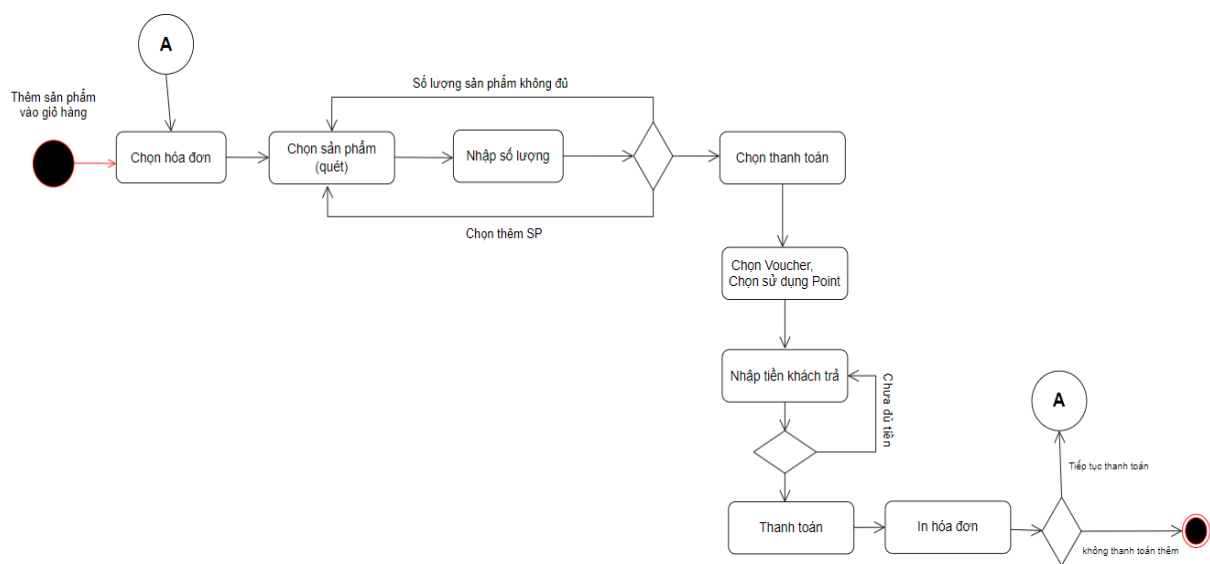 A
Số lượng sản phẩm không đủ
Thêm sản phẩm
vào giỏ hàng
Chọn hóa đơn
Chọn sản phẩm
(quét)
Nhập số lượng
Chọn thanh toán
Chọn thêm SP
Chọn Voucher,
Chọn sử dụng Point
Nhập tiền khách trả
Chưa đủ tiền
A
Tiếp tục thanh toán
Thanh toán
In hóa đơn
không thanh toán thêm